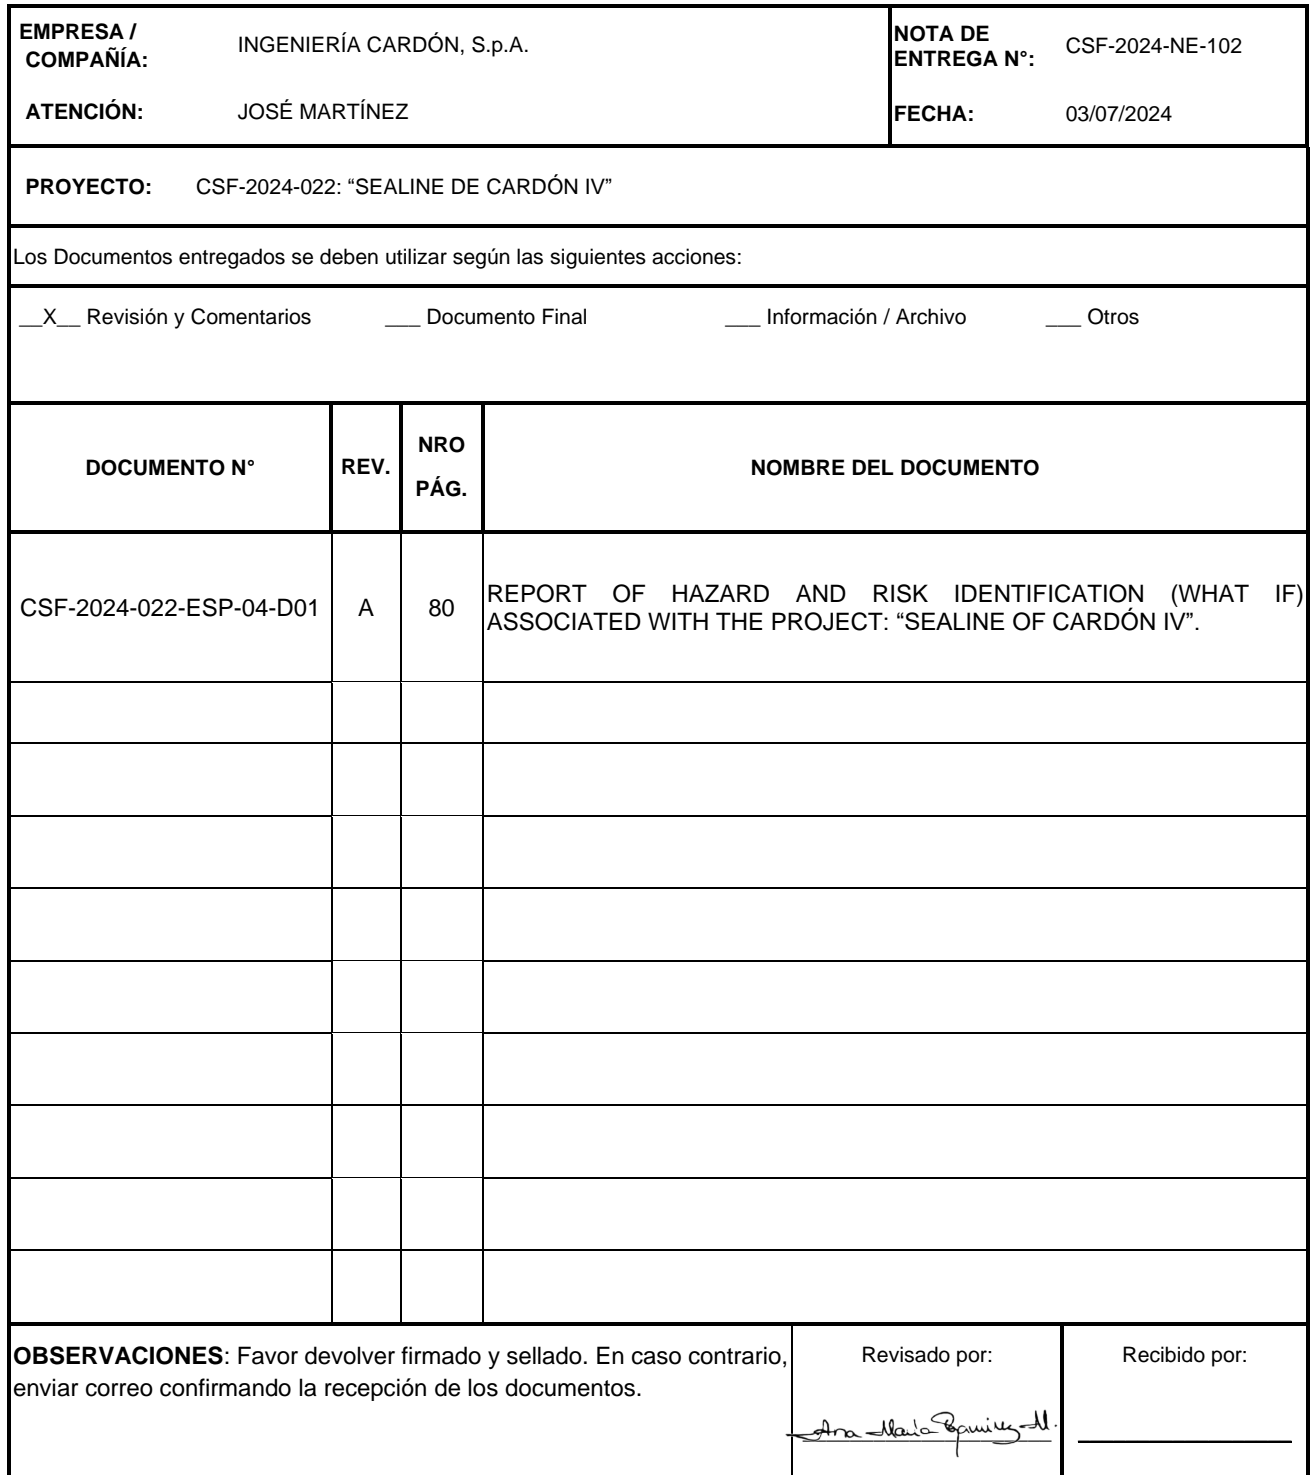 EMPRESA /
COMPAÑÍA:
INGENIERÍA CARDÓN, S.p.A.
NOTA DE
ENTREGA N°:
CSF-2024-NE-102
ATENCIÓN:
JOSÉ MARTÍNEZ
FECHA:
03/07/2024
PROYECTO: CSF-2024-022: “SEALINE DE CARDÓN IV”
Los Documentos entregados se deben utilizar según las siguientes acciones:
__X__ Revisión y Comentarios ___ Documento Final ___ Información / Archivo ___ Otros
DOCUMENTO N°
REV.
NRO
PÁG.
NOMBRE DEL DOCUMENTO
CSF-2024-022-ESP-04-D01
A
80
REPORT OF HAZARD AND RISK IDENTIFICATION (WHAT IF)
ASSOCIATED WITH THE PROJECT: “SEALINE OF CARDÓN IV”.
OBSERVACIONES: Favor devolver firmado y sellado. En caso contrario,
enviar correo confirmando la recepción de los documentos.
Revisado por:
Ana María Ramírez M.
Recibido por: